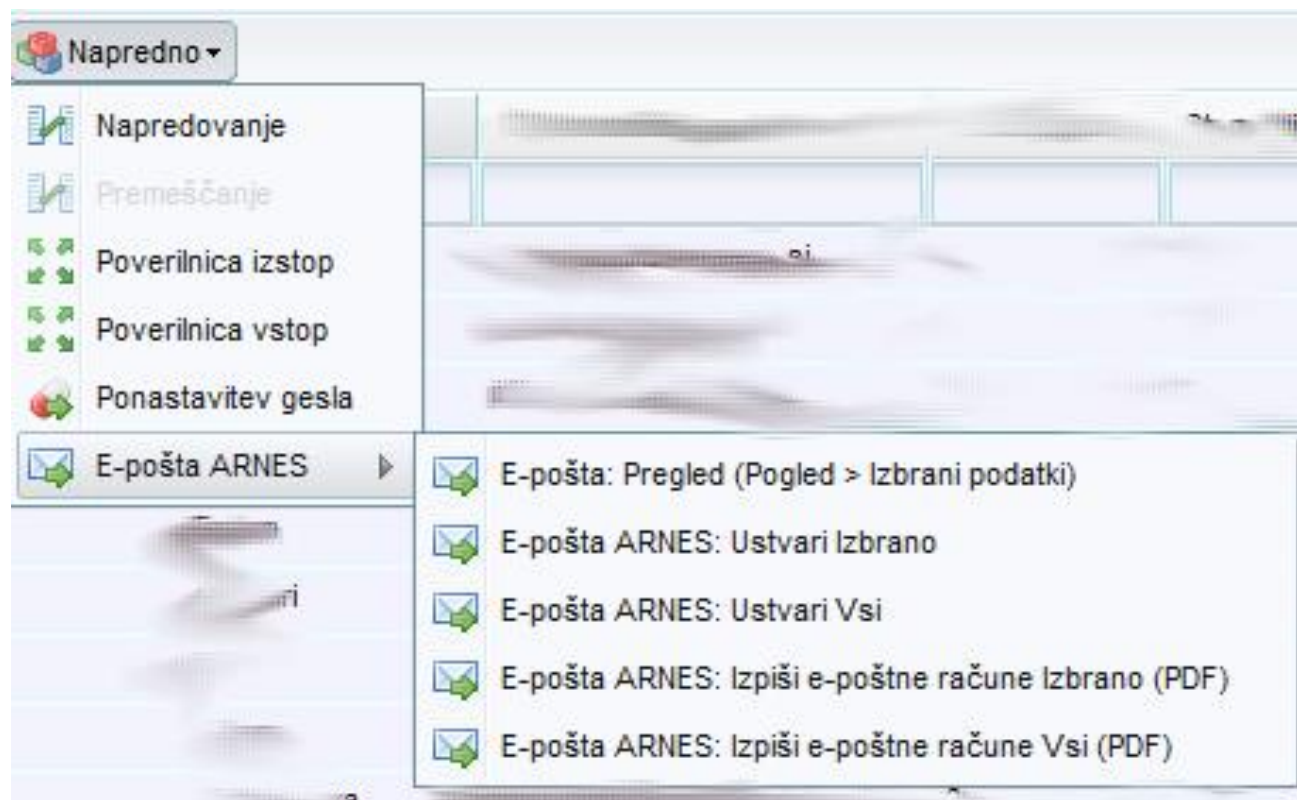 Napredno
Napredovanje
Premeščanje
Poverilnica izstop
Poverilnica vstop
Ponastavitev gesla
E-pošta ARNES
E-pošta: Pregled (Pogled > Izbrani podatki)
E-pošta ARNES: Ustvari Izbrano
E-pošta ARNES: Ustvari Vsi
E-pošta ARNES: Izpiši e-poštne račune Izbrano (PDF)
E-pošta ARNES: Izpiši e-poštne račune Vsi (PDF)